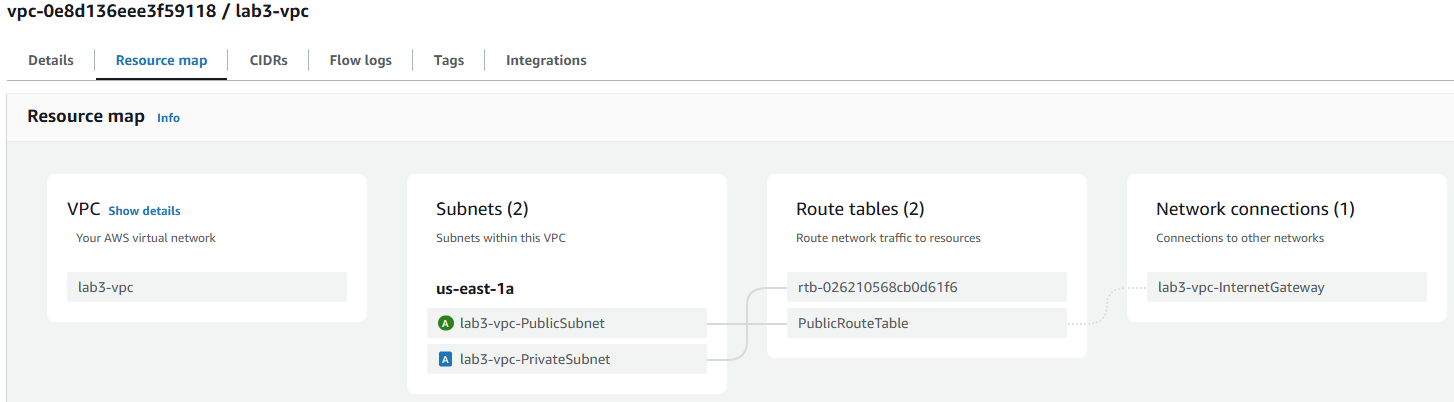 vpc-0e8d136eee3f59118 / lab3-vpc
Details Resource map CIDRs Flow logs Tags Integrations
Resource map Info
VPC Show details
Your AWS virtual network
lab3-vpc
Subnets (2)
Subnets within this VPC
us-east-1a
A lab3-vpc-PublicSubnet
A lab3-vpc-PrivateSubnet
Route tables (2)
Route network traffic to resources
rtb-026210568cb0d61f6
PublicRouteTable
Network connections (1)
Connections to other networks
lab3-vpc-InternetGateway